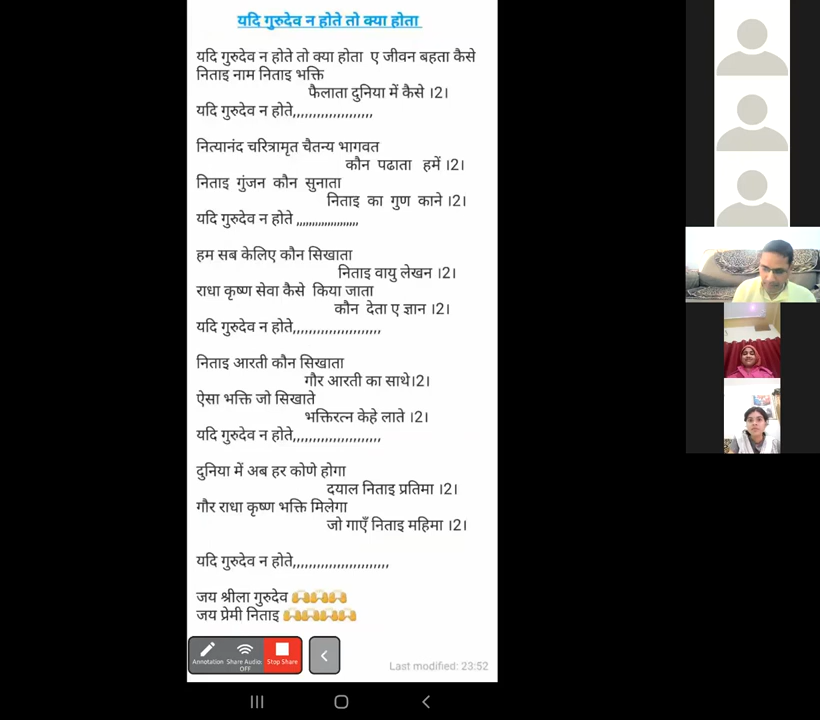 यदि गुरुदेव न होते तो क्या होता
यदि गुरुदेव न होते तो क्या होता ए जीवन बहता कैसे
निताइ नाम निताइ भक्ति
फैलाता दुनिया में कैसे ।2।
यदि गुरुदेव न होते,,,,,,,,,,,,,,,,,,,,
नित्यानंद चरित्रामृत चैतन्य भागवत
कौन पढाता हमें ।2।
निताइ गुंजन कौन सुनाता
निताइ का गुण काने ।2।
यदि गुरुदेव न होते ,,,,,,,,,,,,,,,,,,,,
हम सब केलिए कौन सिखाता
निताइ वायु लेखन ।2।
राधा कृष्ण सेवा कैसे किया जाता
कौन देता ए ज्ञान ।2।
यदि गुरुदेव न होते,,,,,,,,,,,,,,,,,,,,,,
निताइ आरती कौन सिखाता
गौर आरती का साथे।2।
ऐसा भक्ति जो सिखाते
भक्तिरत्न केहे लाते ।2।
यदि गुरुदेव न होते,,,,,,,,,,,,,,,,,,,,,,
दुनिया में अब हर कोणे होगा
दयाल निताइ प्रतिमा ।2।
गौर राधा कृष्ण भक्ति मिलेगा
जो गाएँ निताइ महिमा ।2।
यदि गुरुदेव न होते,,,,,,,,,,,,,,,,,,,,,,,,
जय श्रीला गुरुदेव 🙌🙌🙌
जय प्रेमी निताइ 🙌🙌🙌🙌
Annotation Share Audio: OFF Stop Share
Last modified: 23:52